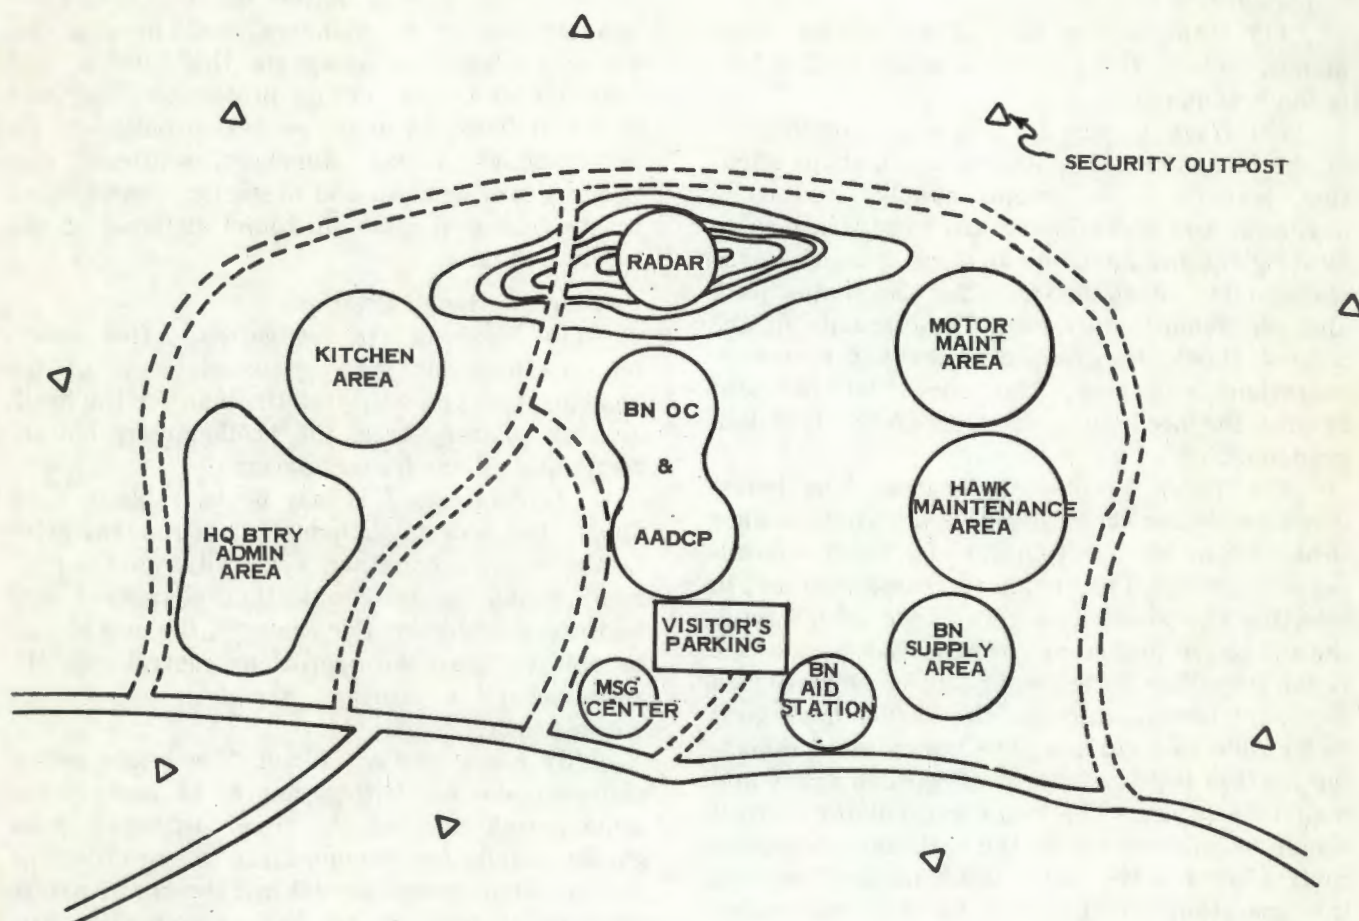 SECURITY OUTPOST
RADAR
KITCHEN
AREA
MOTOR
MAINT
AREA
BN OC
&
AADCP
HAWK
MAINTENANCE
AREA
HQ BTRY
ADMIN
AREA
VISITOR'S
PARKING
BN
SUPPLY
AREA
MSG
CENTER
BN
AID
STATION